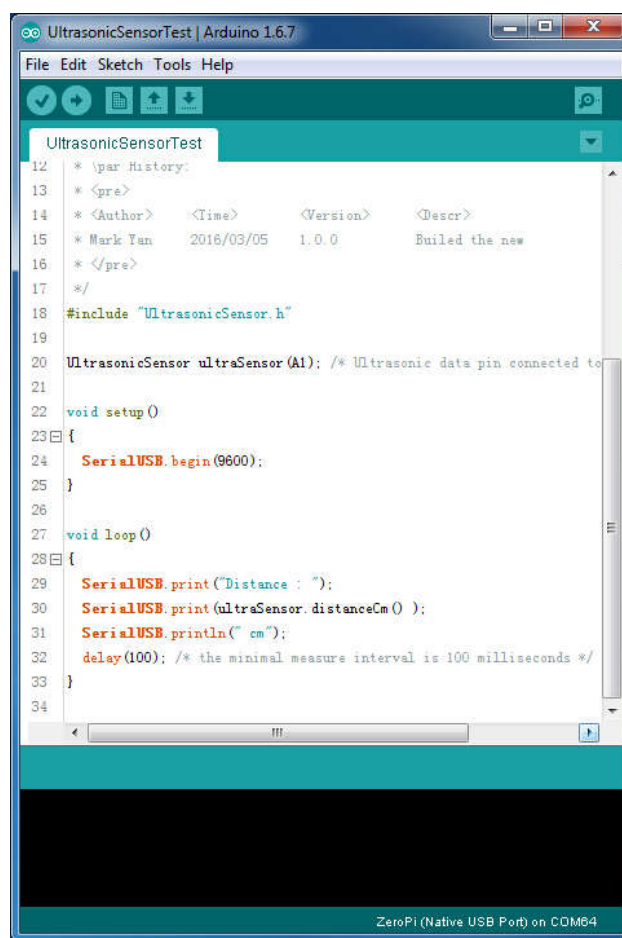 UltrasonicSensorTest | Arduino 1.6.7
File Edit Sketch Tools Help
UltrasonicSensorTest
12 * \par History:
13 * <pre>
14 * <Author> <Time> <Version> <Descr>
15 * Mark Yan 2016/03/05 1.0.0 Builed the new
16 * </pre>
17 */
18 #include "UltrasonicSensor.h"
19
20 UltrasonicSensor ultraSensor(A1); /* Ultrasonic data pin connected to
21
22 void setup()
23 {
24 SerialUSB.begin(9600);
25 }
26
27 void loop()
28 {
29 SerialUSB.print("Distance : ");
30 SerialUSB.print(ultraSensor.distanceCm() );
31 SerialUSB.println(" cm");
32 delay(100); /* the minimal measure interval is 100 milliseconds */
33 }
34
ZeroPi (Native USB Port) on COM64